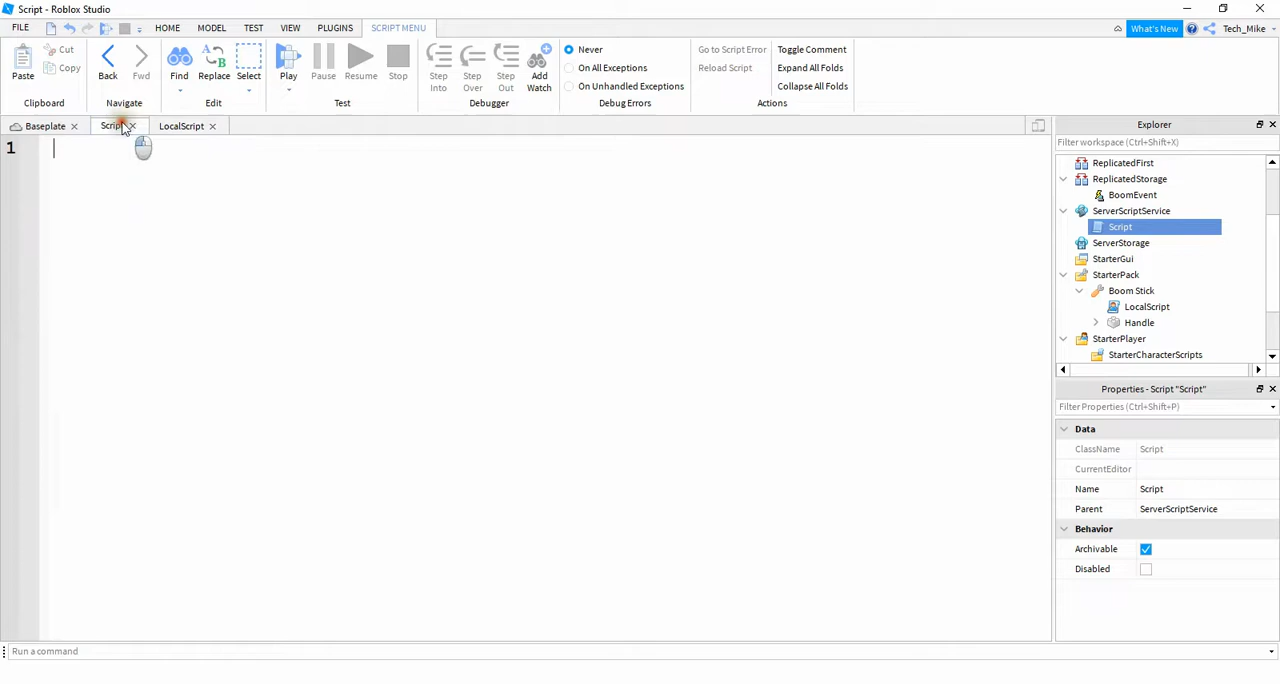 Script - Roblox Studio
FILE HOME MODEL TEST VIEW PLUGINS SCRIPT MENU What's New Tech_Mike
Paste Cut Copy Clipboard
Back Fwd Navigate
Find Replace Select Edit
Play Pause Resume Stop Test
Step Into Step Over Step Out Add Watch Debugger
Never
On All Exceptions
On Unhandled Exceptions
Debug Errors
Go to Script Error Toggle Comment
Reload Script Expand All Folds
Collapse All Folds
Actions
Baseplate Script LocalScript
1
Explorer
Filter workspace (Ctrl+Shift+X)
ReplicatedFirst
ReplicatedStorage
BoomEvent
ServerScriptService
Script
ServerStorage
StarterGui
StarterPack
Boom Stick
LocalScript
Handle
StarterPlayer
StarterCharacterScripts
Properties - Script "Script"
Filter Properties (Ctrl+Shift+P)
Data
ClassName Script
CurrentEditor
Name Script
Parent ServerScriptService
Behavior
Archivable
Disabled
Run a command